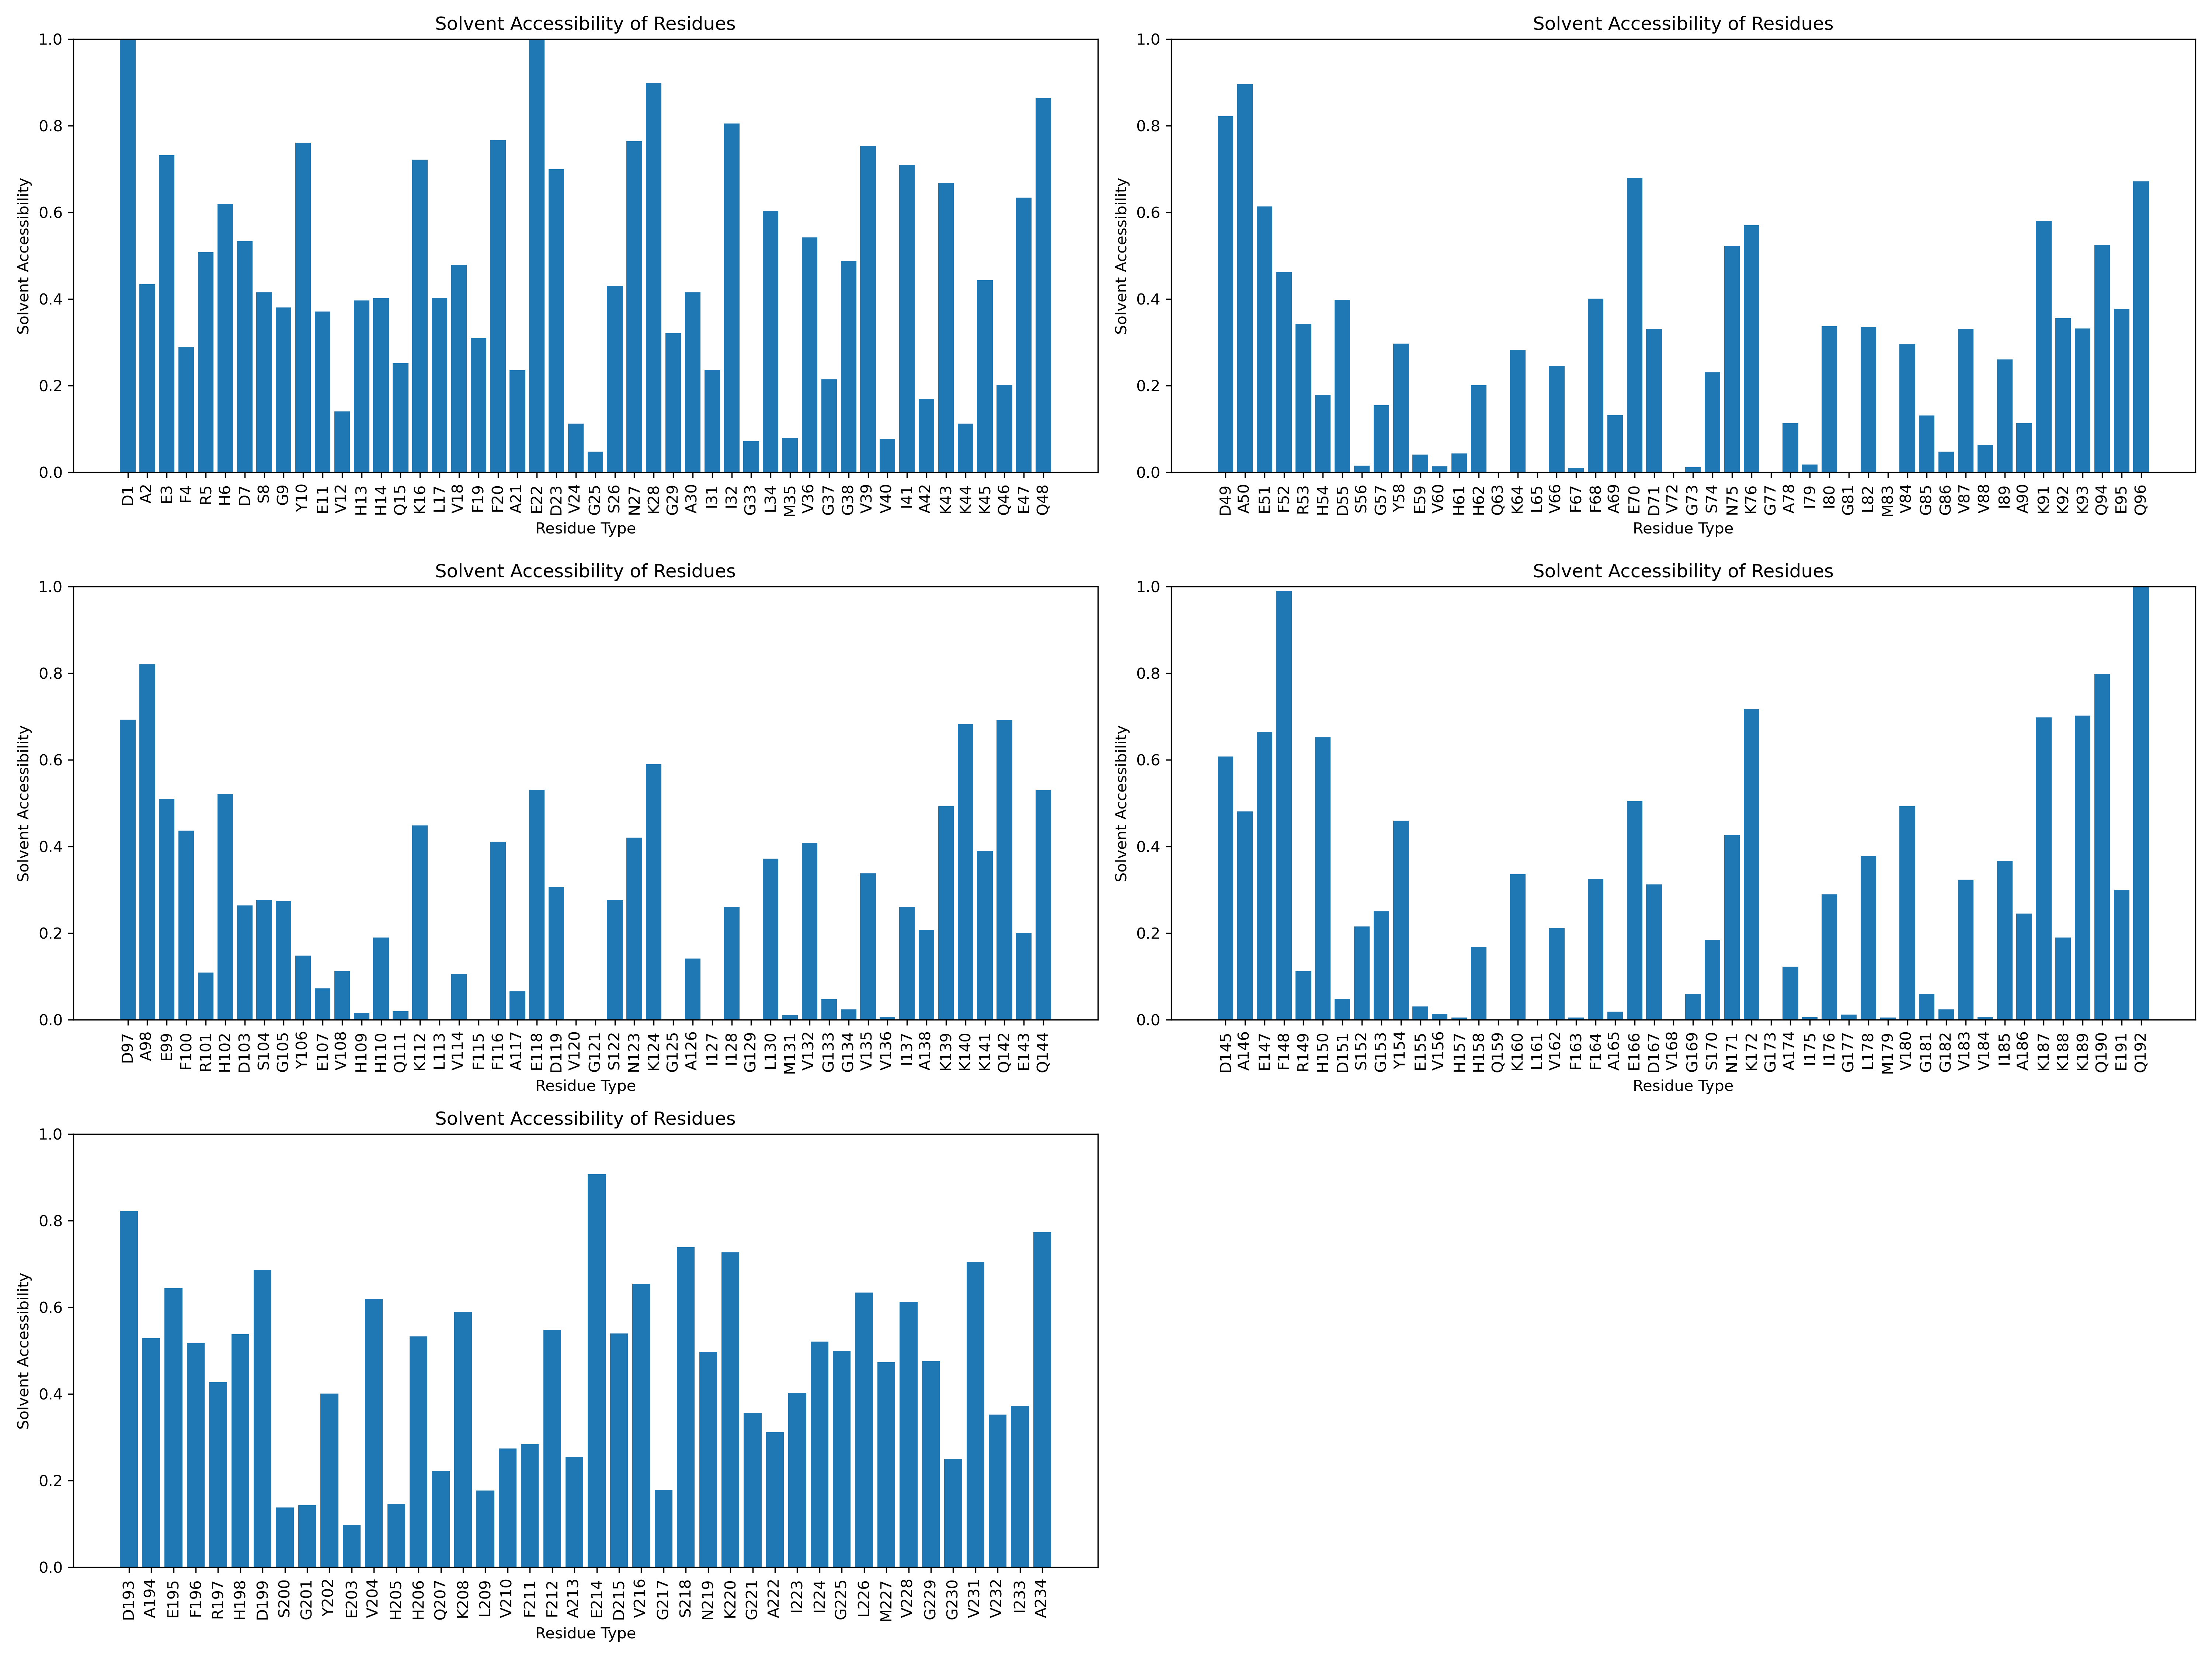 Solvent Accessibility of Residues
Solvent Accessibility
1.0
0.8
0.6
0.4
0.2
0.0
D1 A2 E3 F4 R5 H6 D7 S8 G9 Y10 E11 V12 H13 H14 Q15 K16 L17 V18 F19 F20 A21 E22 D23 V24 G25 S26 N27 K28 G29 A30 I31 I32 G33 L34 M35 V36 G37 G38 V39 V40 I41 A42 K43 K44 K45 Q46 E47 Q48
Residue Type
Solvent Accessibility of Residues
Solvent Accessibility
1.0
0.8
0.6
0.4
0.2
0.0
D49 A50 E51 F52 R53 H54 D55 S56 G57 Y58 E59 V60 H61 H62 Q63 K64 L65 V66 F67 F68 A69 E70 D71 V72 G73 S74 N75 K76 G77 A78 I79 I80 G81 L82 M83 V84 G85 G86 V87 V88 I89 A90 K91 K92 K93 Q94 E95 Q96
Residue Type
Solvent Accessibility of Residues
Solvent Accessibility
1.0
0.8
0.6
0.4
0.2
0.0
D97 A98 E99 F100 R101 H102 D103 S104 G105 Y106 E107 V108 H109 H110 Q111 K112 L113 V114 F115 F116 A117 E118 D119 V120 G121 S122 N123 K124 G125 A126 I127 I128 G129 L130 M131 V132 G133 G134 V135 V136 I137 A138 K139 K140 K141 Q142 E143 Q144
Residue Type
Solvent Accessibility of Residues
Solvent Accessibility
1.0
0.8
0.6
0.4
0.2
0.0
D145 A146 E147 F148 R149 H150 D151 S152 G153 Y154 E155 V156 H157 H158 Q159 K160 L161 V162 F163 F164 A165 E166 D167 V168 G169 S170 N171 K172 G173 A174 I175 I176 G177 L178 M179 V180 G181 G182 V183 V184 I185 A186 K187 K188 K189 Q190 E191 Q192
Residue Type
Solvent Accessibility of Residues
Solvent Accessibility
1.0
0.8
0.6
0.4
0.2
0.0
D193 A194 E195 F196 R197 H198 D199 S200 G201 Y202 E203 V204 H205 H206 Q207 K208 L209 V210 F211 F212 A213 E214 D215 V216 G217 S218 N219 K220 G221 A222 I223 I224 G225 L226 M227 V228 G229 G230 V231 V232 I233 A234
Residue Type